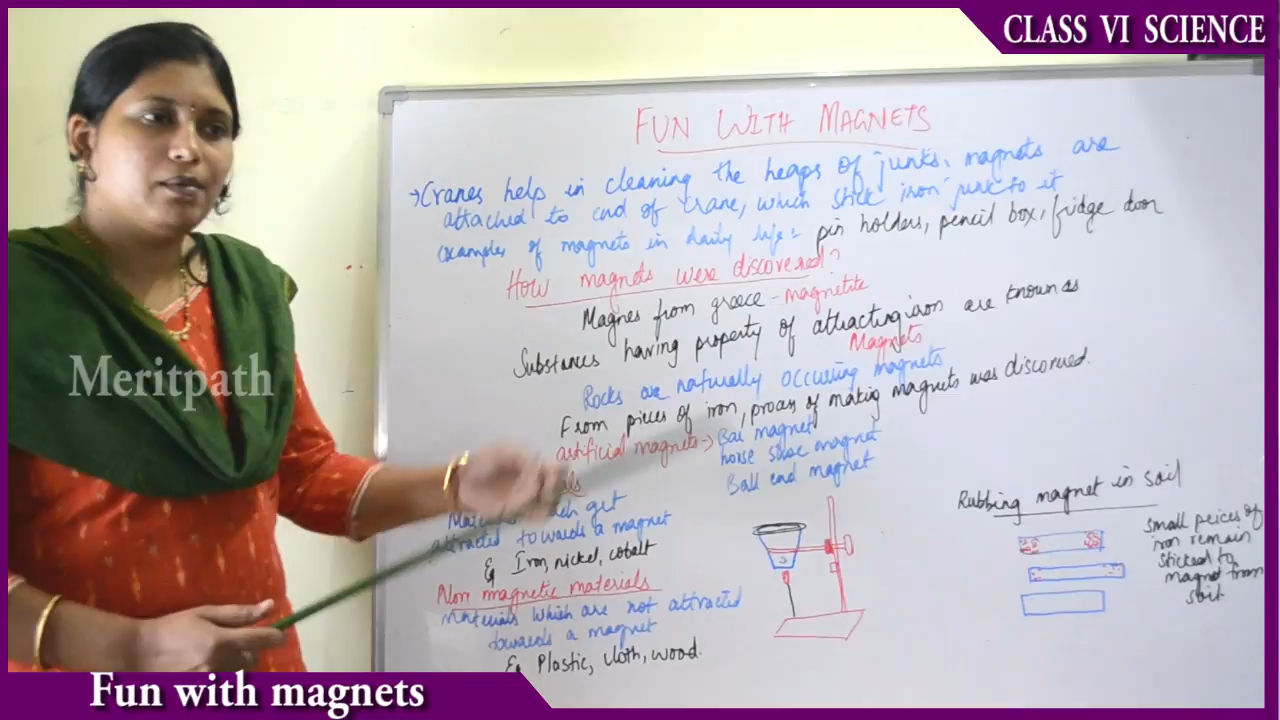 CLASS VI SCIENCE
FUN WITH MAGNETS
→ Cranes help in cleaning the heaps of junks, magnets are
attached to end of crane, which stick iron junk to it
examples of magnets in daily life: pin holders, pencil box, fridge door
How magnets were discovered?
Magnes from greece - magnetite
Substances having property of attracting iron are known as
Magnets
Rocks are naturally occuring magnets
From pieces of iron, process of making magnets was discovered.
artificial magnets → Bar magnet
horse shoe magnet
Ball end magnet
Meritpath
get
attracted towards a magnet
Eg Iron, nickel, cobalt
Non magnetic materials
Materials which are not attracted
towards a magnet
Eg Plastic, cloth, wood.
Rubbing magnet in soil
Small peices of
iron remain
sticked to
magnet from
soil
Fun with magnets